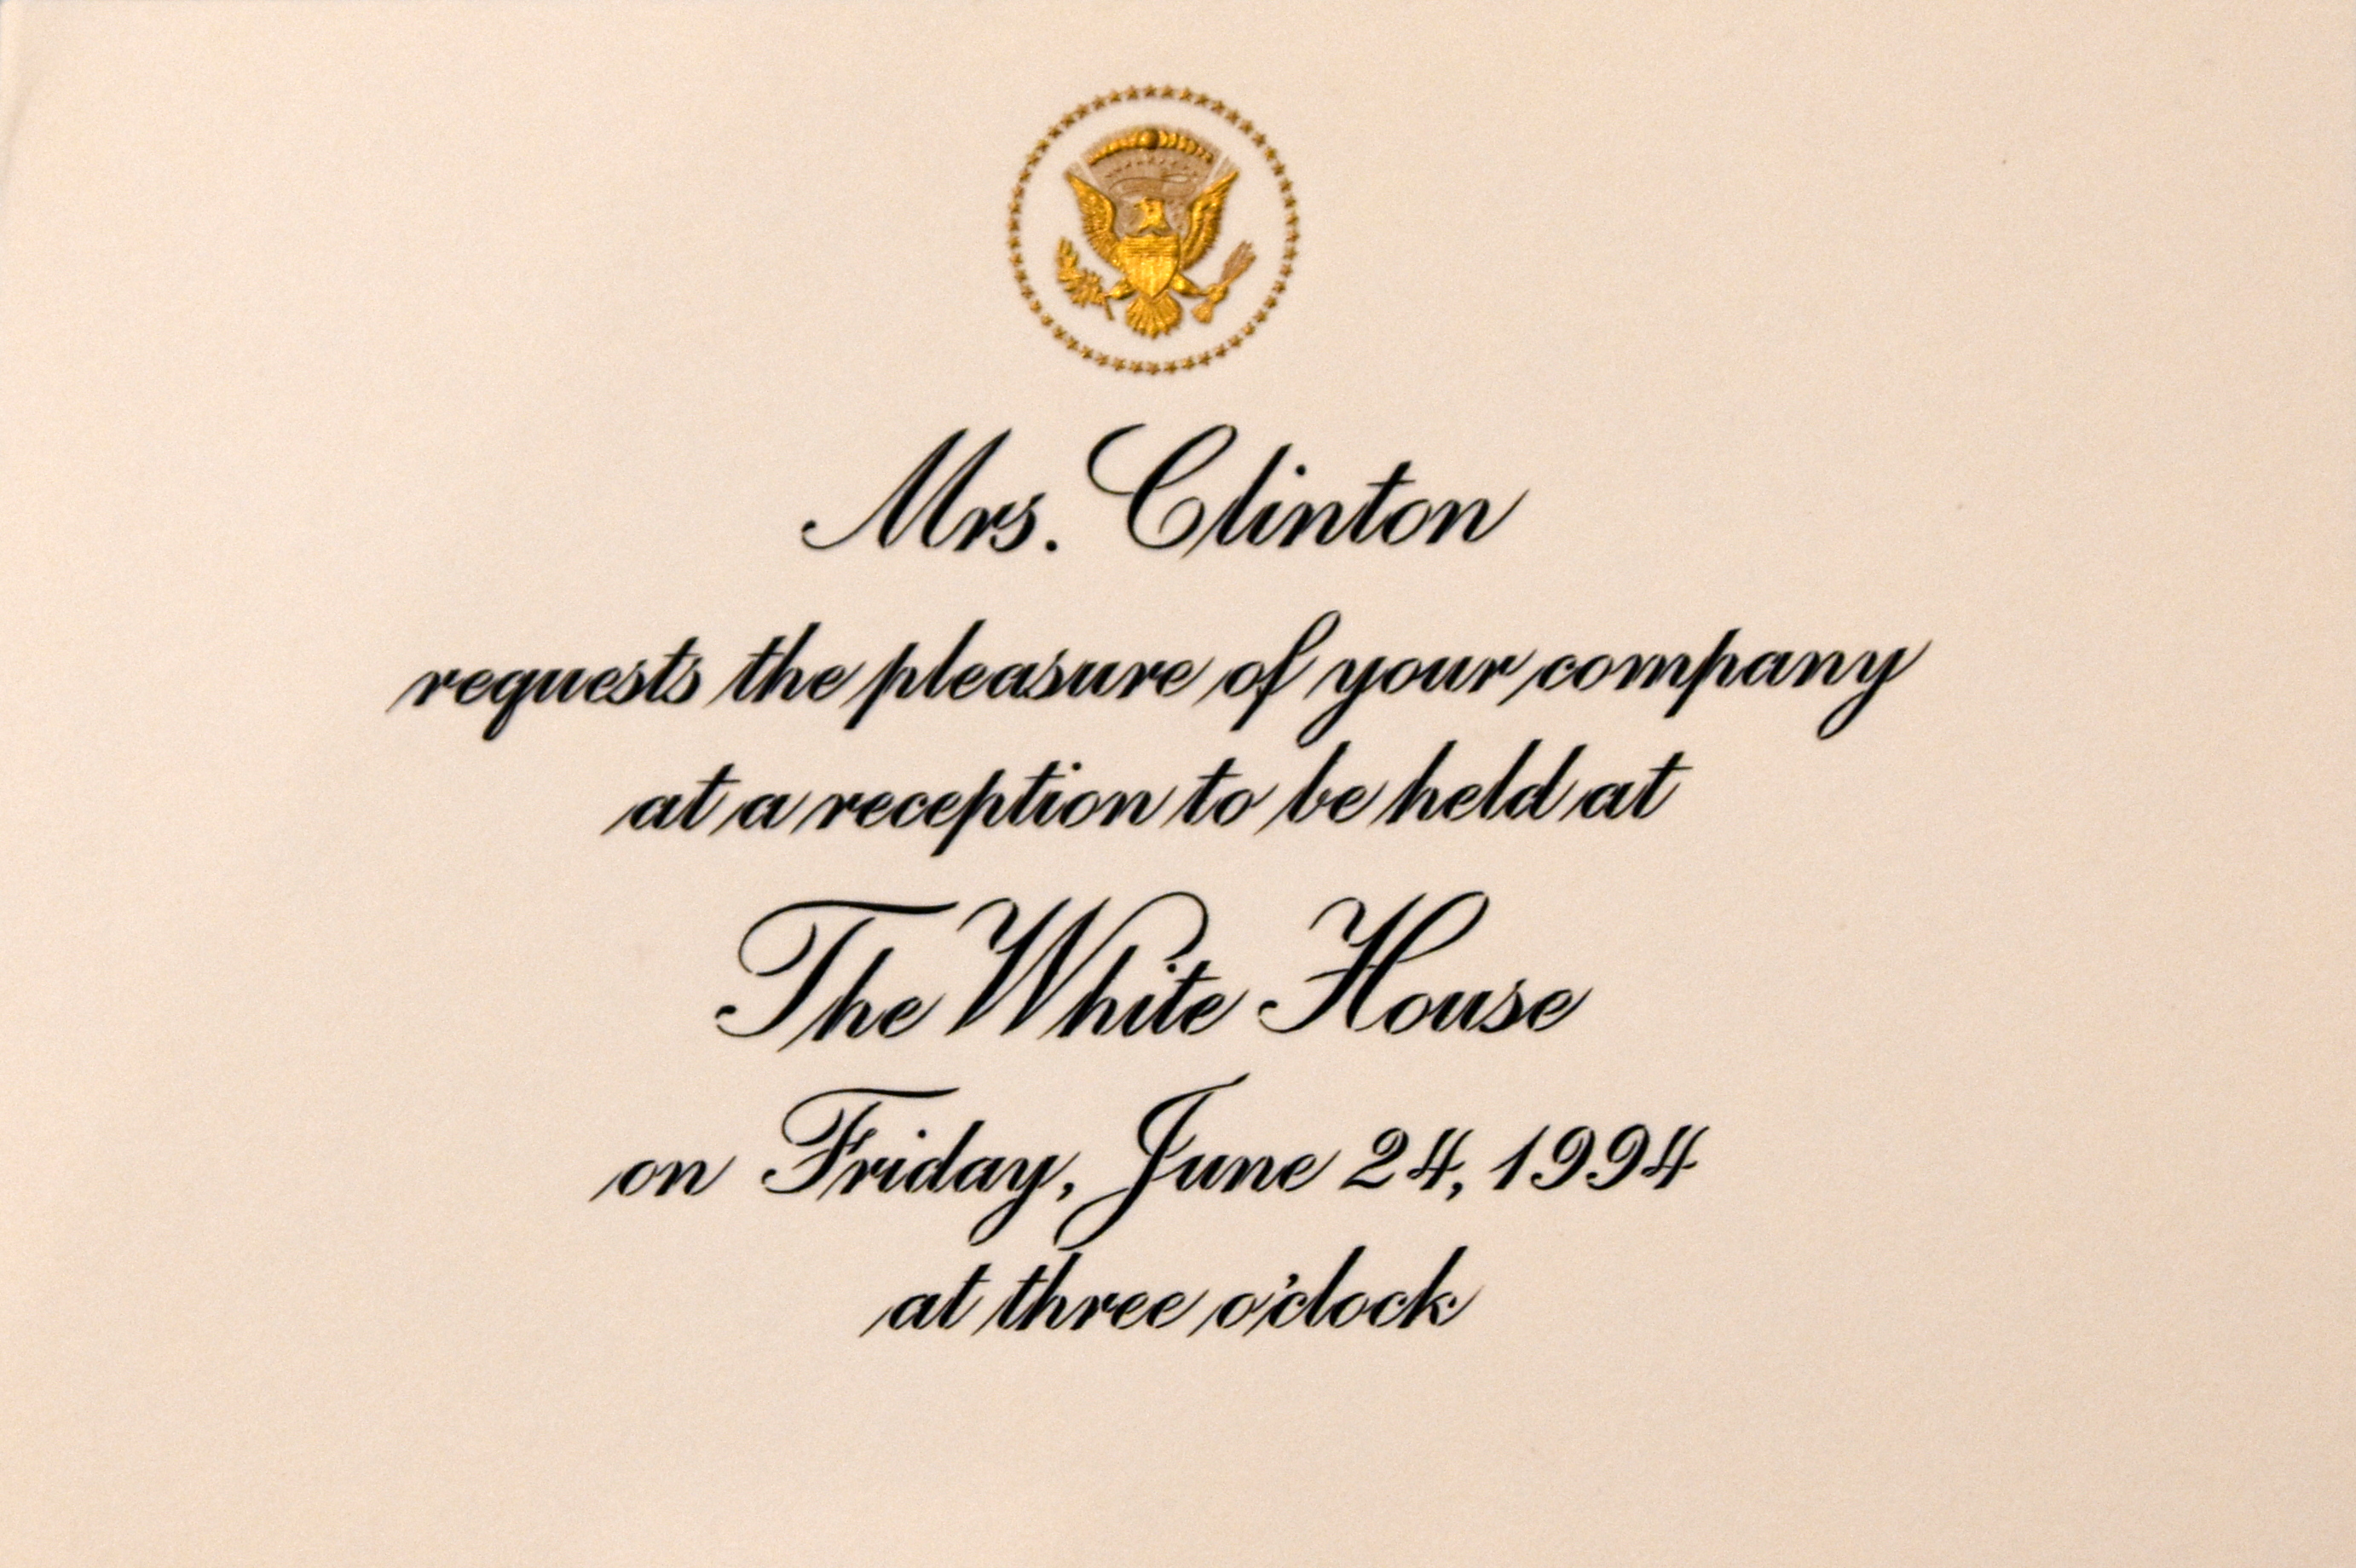 Mrs. Clinton
requests the pleasure of your company
at a reception to be held at
The White House
on Friday, June 24, 1994
at three o'clock